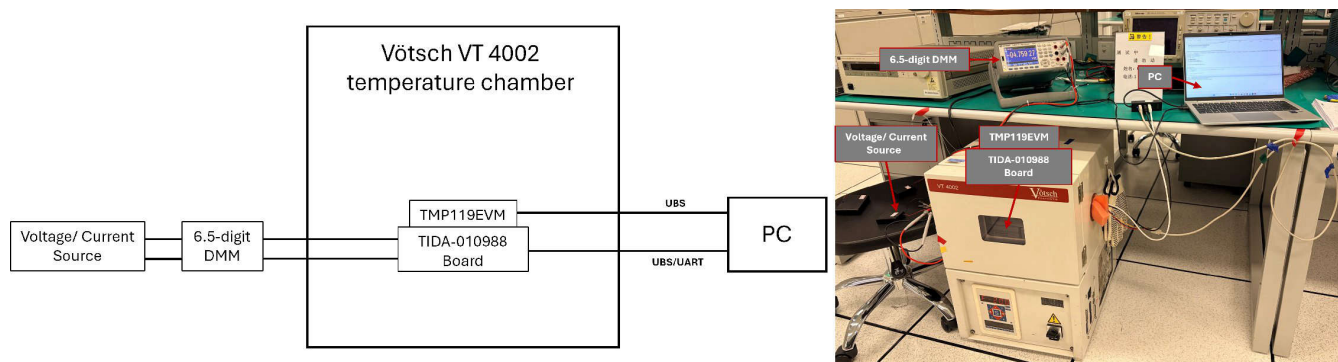 Vötsch VT 4002
temperature chamber
TMP119EVM
UBS
Voltage/ Current
Source
6.5-digit
DMM
TIDA-010988
Board
UBS/UART
PC
6.5-digit DMM
PC
Voltage/ Current
Source
TMP119EVM
TIDA-010988
Board
VT 4002
Vötsch